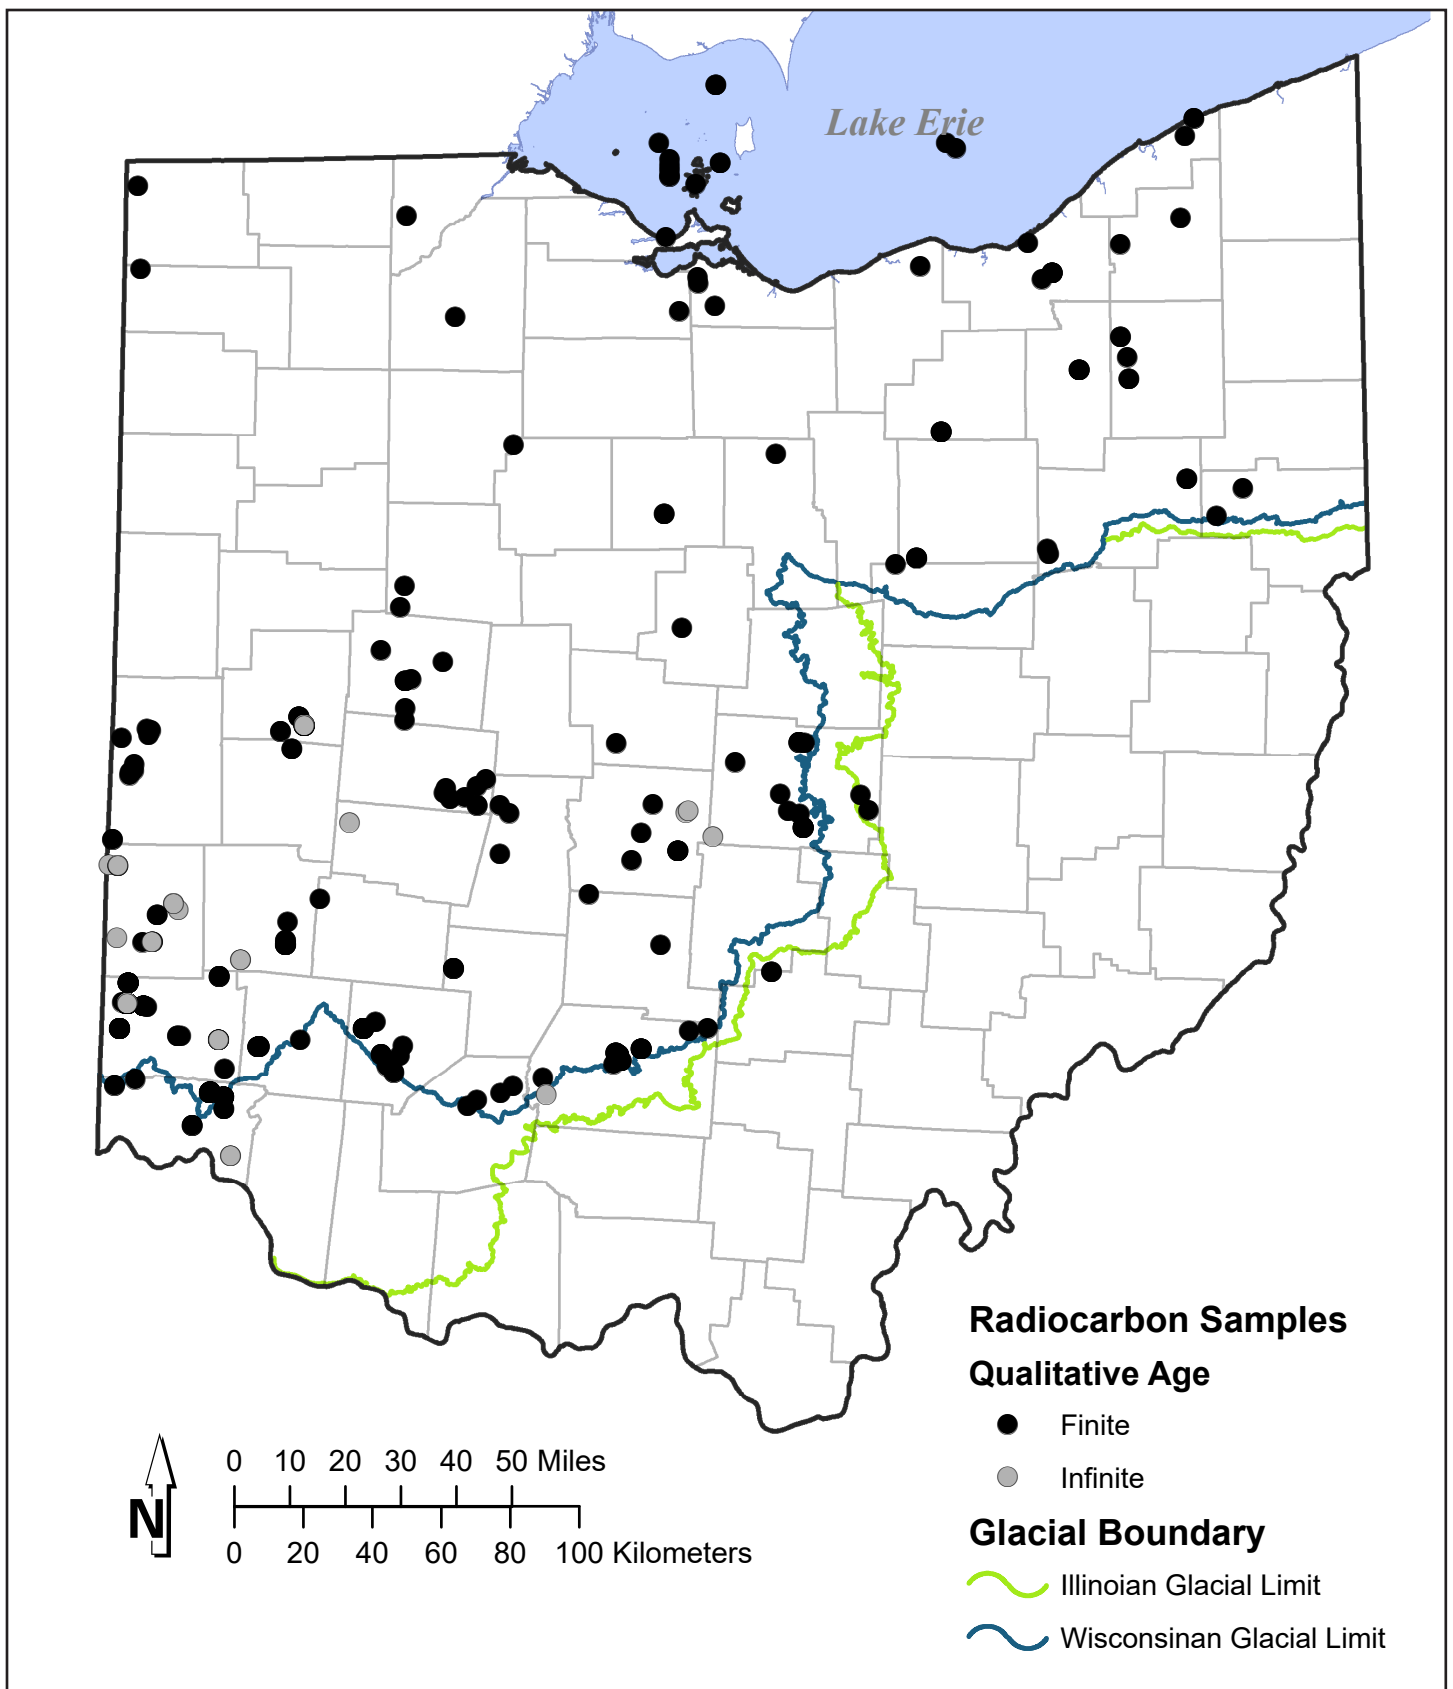 Lake Erie
Radiocarbon Samples
Qualitative Age
Finite
Infinite
Glacial Boundary
Illinoian Glacial Limit
Wisconsinan Glacial Limit
N
0 10 20 30 40 50 Miles
0 20 40 60 80 100 Kilometers